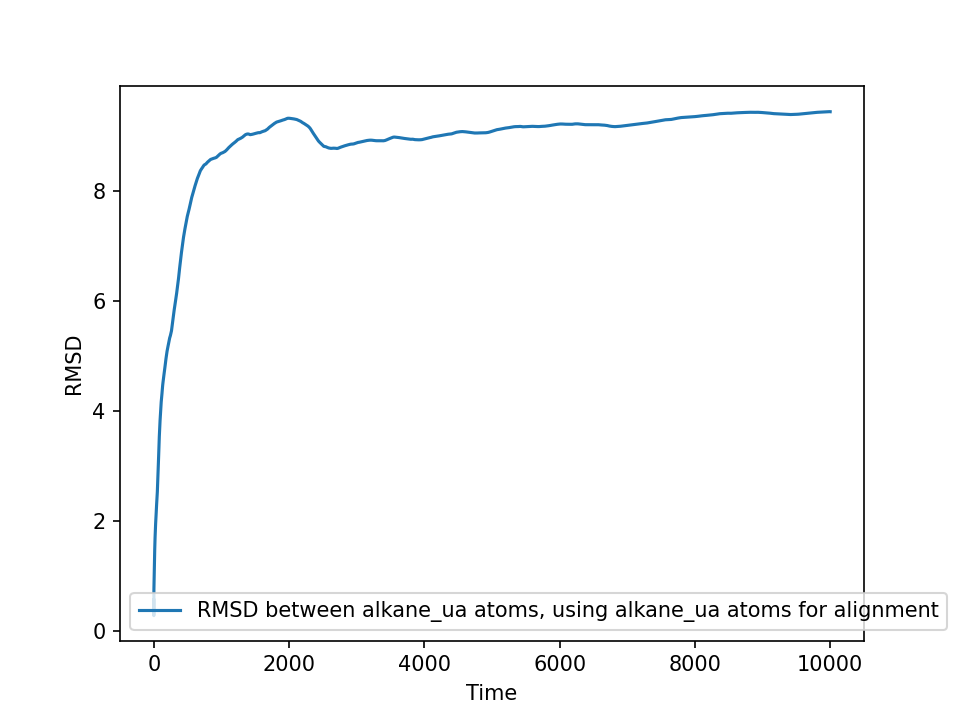 RMSD
8
6
4
2
0
RMSD between alkane_ua atoms, using alkane_ua atoms for alignment
0 2000 4000 6000 8000 10000
Time